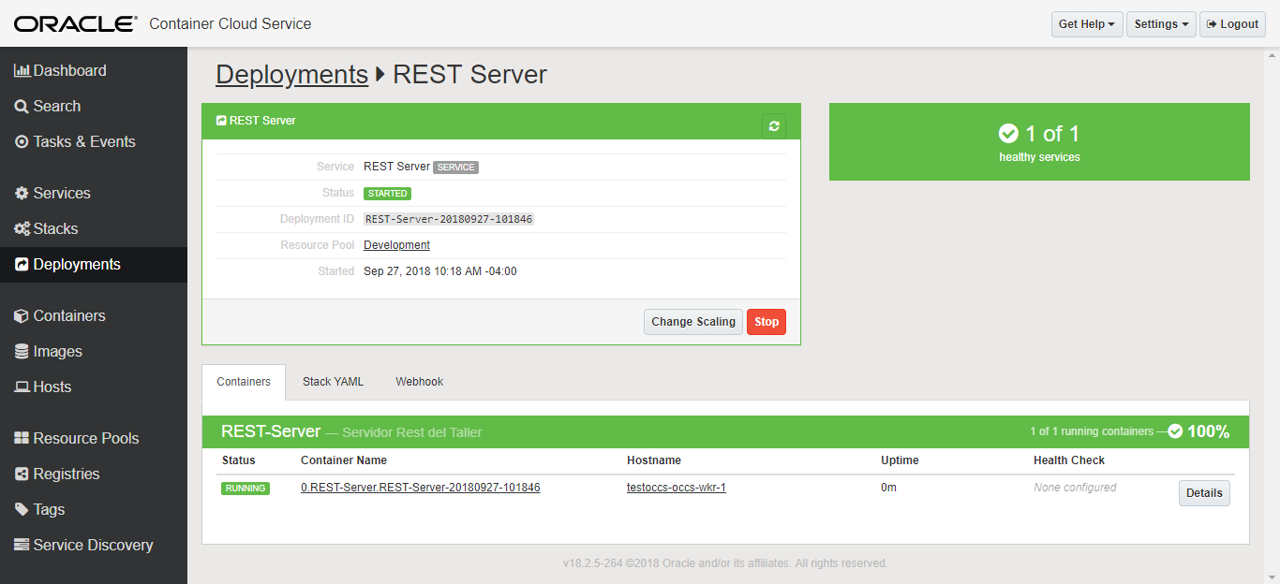 ORACLE® Container Cloud Service
Get Help
Settings
Logout
Dashboard
Search
Tasks & Events
Services
Stacks
Deployments
Containers
Images
Hosts
Resource Pools
Registries
Tags
Service Discovery
Deployments REST Server
REST Server
Service REST Server SERVICE
Status STARTED
Deployment ID REST-Server-20180927-101846
Resource Pool Development
Started Sep 27, 2018 10:18 AM -04:00
Change Scaling Stop
1 of 1
healthy services
Containers Stack YAML Webhook
REST-Server — Servidor Rest del Taller 1 of 1 running containers — 100%
Status Container Name Hostname Uptime Health Check
RUNNING 0.REST-Server.REST-Server-20180927-101846 testoccs-occs-wkr-1 0m None configured Details
v18.2.5-264 ©2018 Oracle and/or its affiliates. All rights reserved.